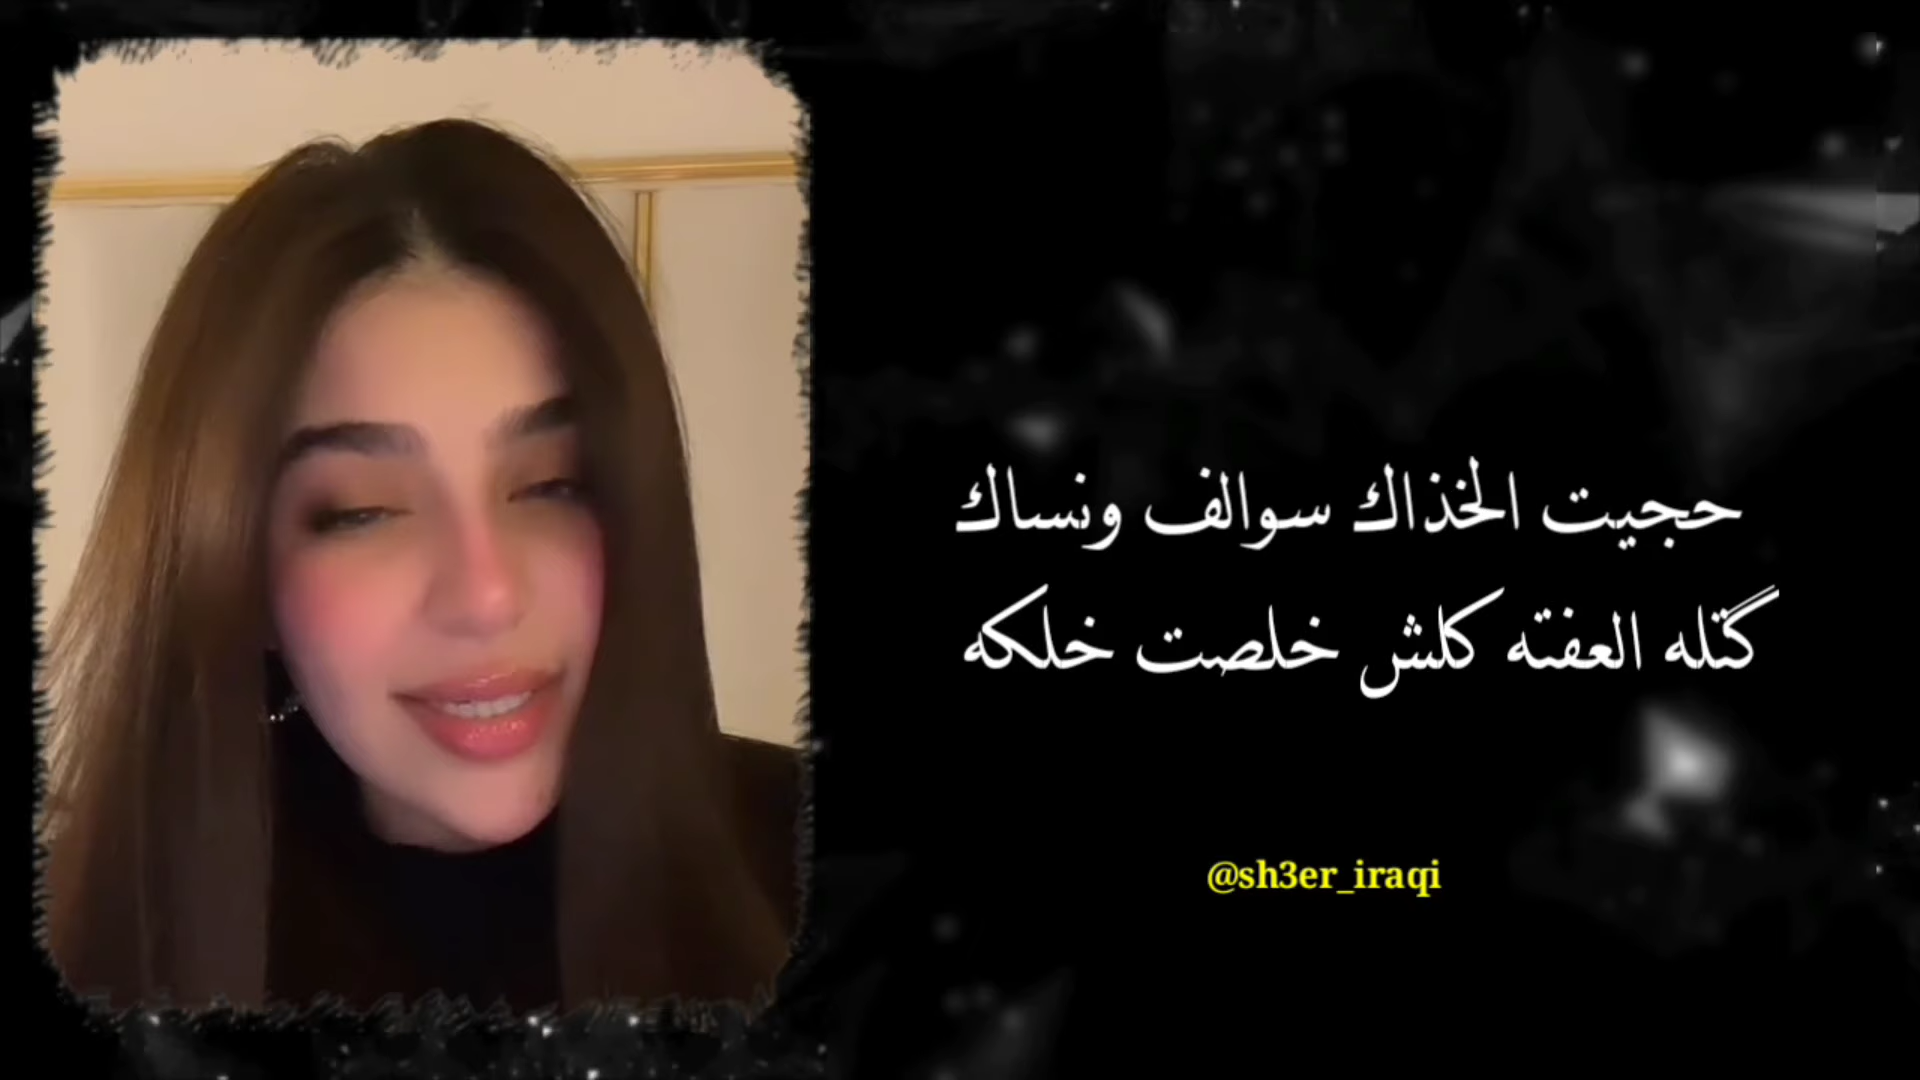 حجيت الخذاك سوالف ونساك
گتله العفته كلش خلصت خلكه
@sh3er_iraqi